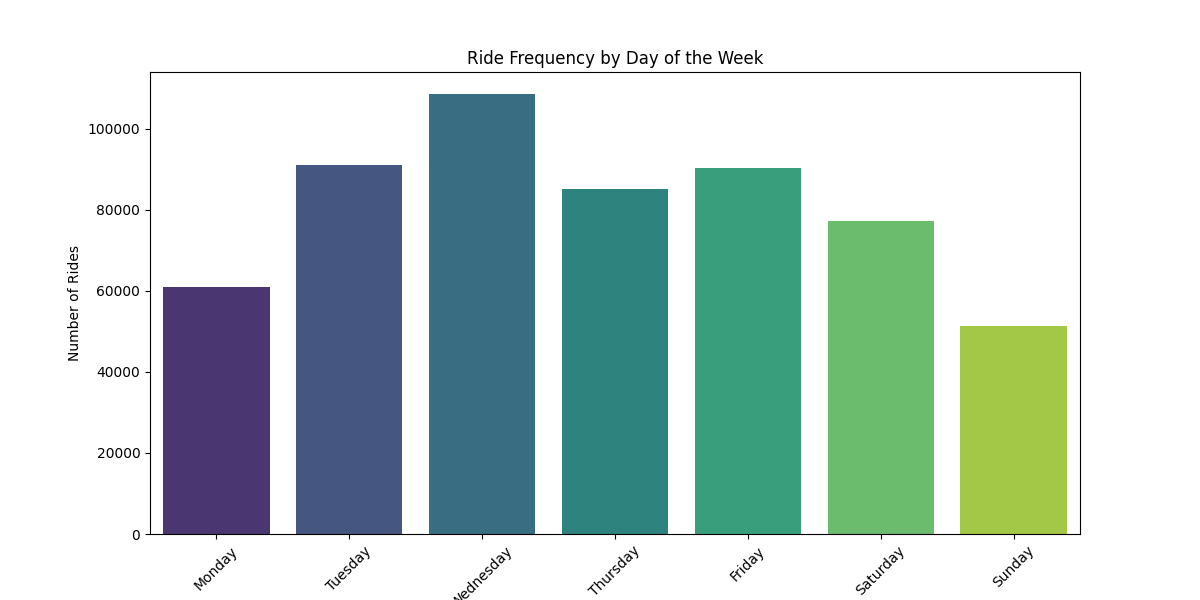 Ride Frequency by Day of the Week
Number of Rides
100000
80000
60000
40000
20000
0
Monday
Tuesday
Wednesday
Thursday
Friday
Saturday
Sunday